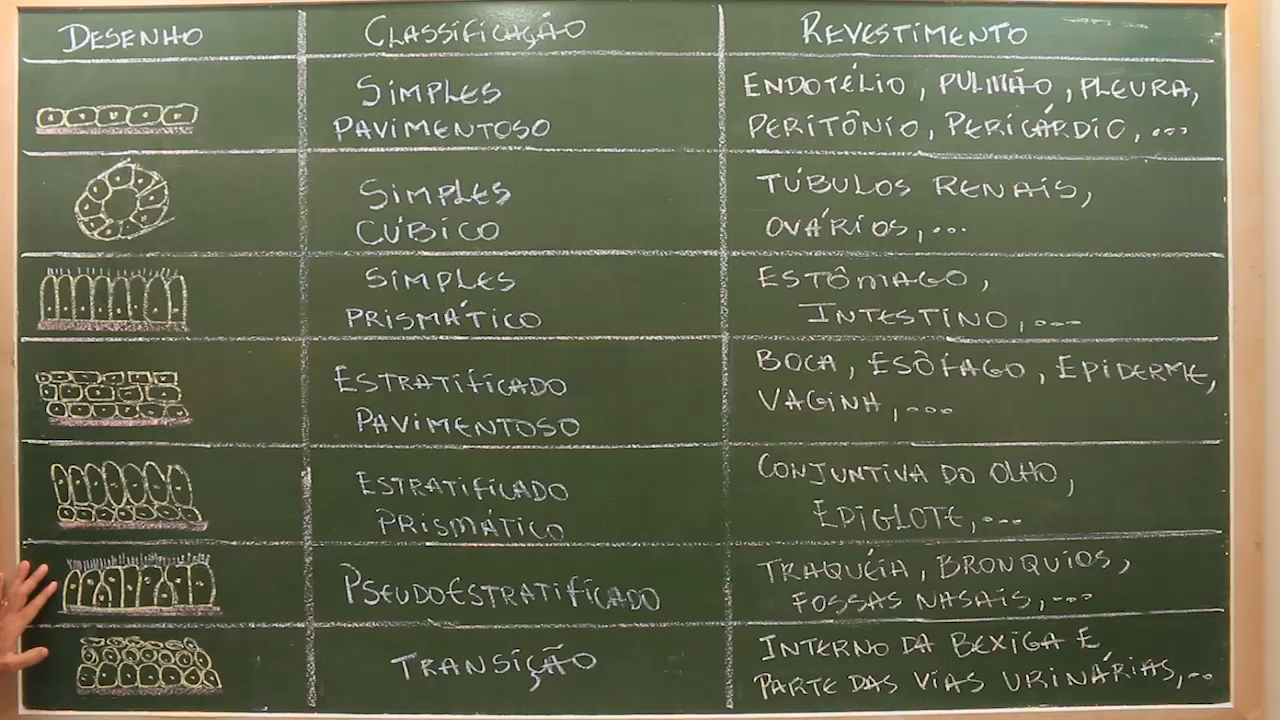 DESENHO
CLASSIFICAÇÃO
REVESTIMENTO
SIMPLES
PAVIMENTOSO
ENDOTÉLIO, PULMÃO, PLEURA,
PERITÔNIO, PERICÁRDIO,...
SIMPLES
CÚBICO
TÚBULOS RENAIS,
OVÁRIOS,...
SIMPLES
PRISMÁTICO
ESTÔMAGO,
INTESTINO,...
ESTRATIFICADO
PAVIMENTOSO
BOCA, ESÔFAGO, EPIDERME,
VAGINA,...
ESTRATIFICADO
PRISMÁTICO
CONJUNTIVA DO OLHO,
EPIGLOTE,...
PSEUDOESTRATIFICADO
TRAQUÉIA, BRONQUIOS,
FOSSAS NASAIS,...
TRANSIÇÃO
INTERNO DA BEXIGA E
PARTE DAS VIAS URINÁRIAS,...